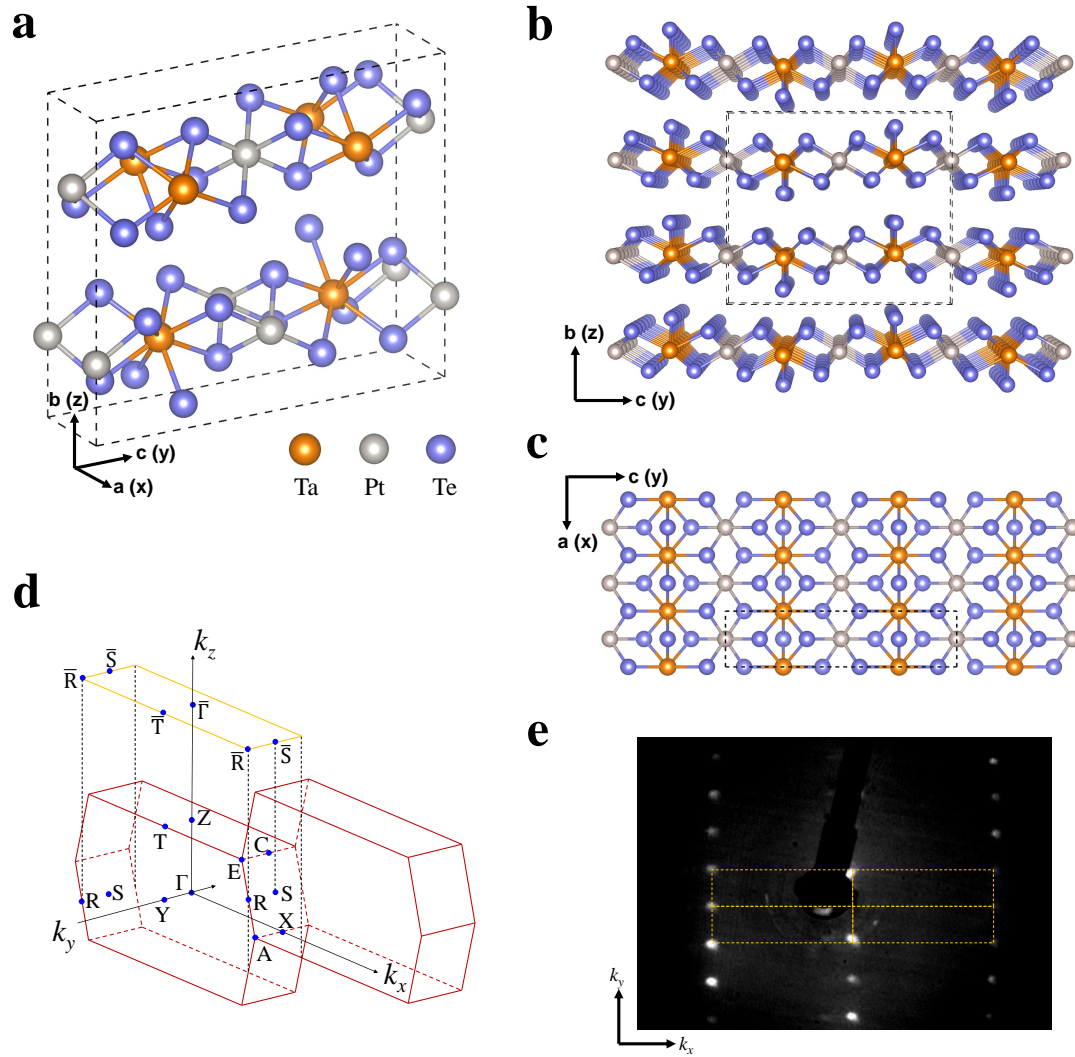 a
b (z)
c (y)
a (x)
Ta
Pt
Te
b
b (z)
c (y)
c
c (y)
a (x)
d
k_z
S̅
R̅
T̅
Γ̅
R̅
S̅
Z
T
C
E
Γ
R
S
Y
R
S
X
A
k_y
k_x
e
k_y
k_x